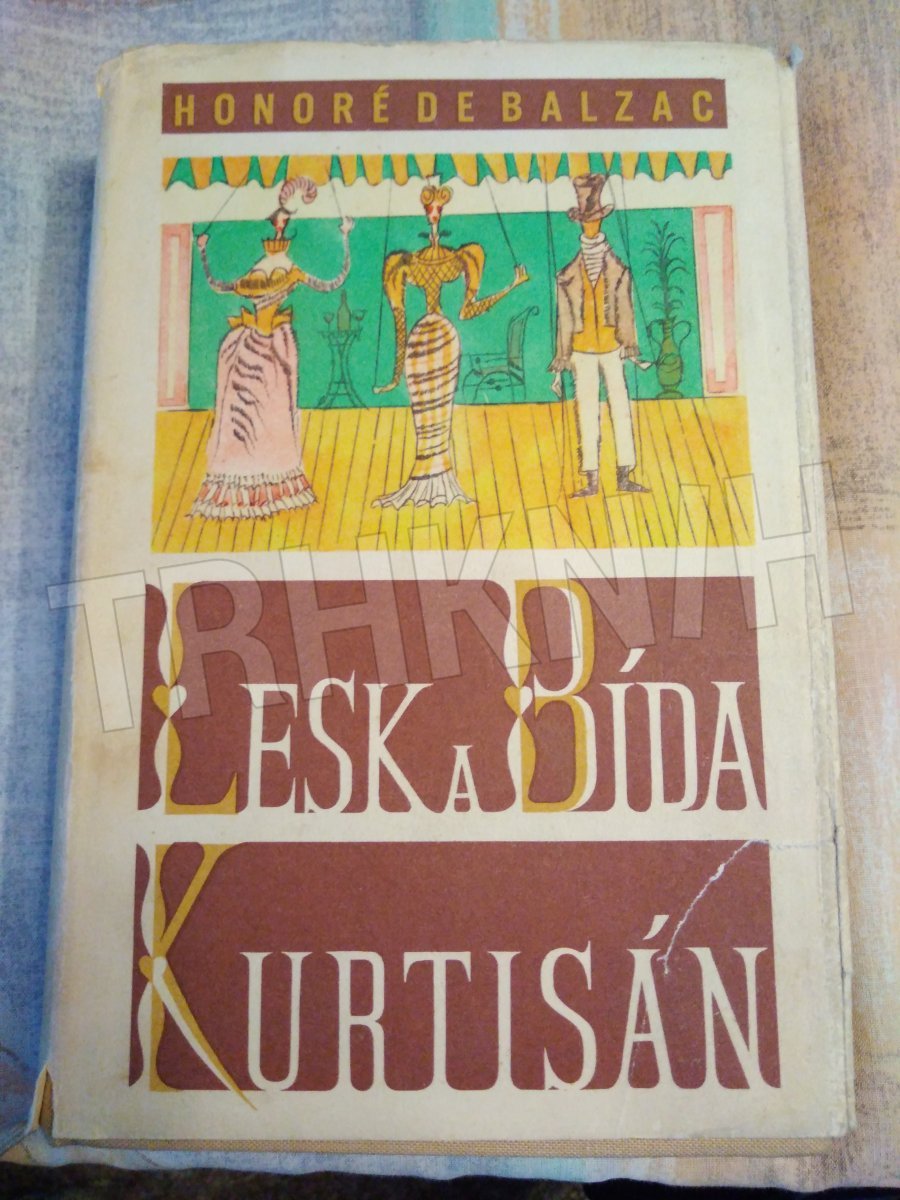 HONORÉ DE BALZAC
TRHKNIH
LESK A BÍDA
KURTISÁN